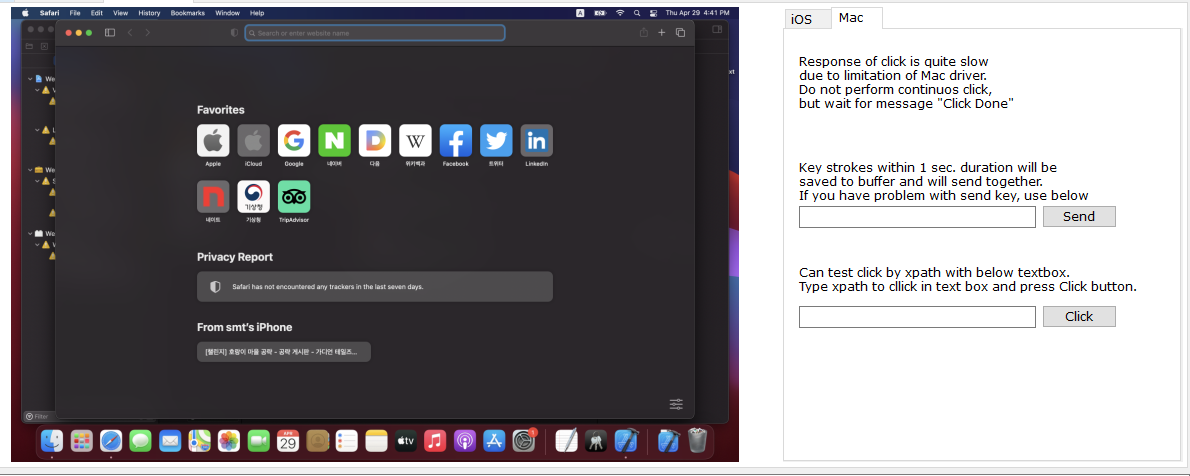 Safari File Edit View History Bookmarks Window Help A Thu Apr 29 4:41 PM
Search or enter website name
We
L
We
S
We
xt
Favorites
Apple iCloud Google 네이버 다음 위키백과 Facebook 트위터 LinkedIn
네이트 기상청 TripAdvisor
Privacy Report
Safari has not encountered any trackers in the last seven days.
From smt's iPhone
[챌린지] 호랑이 마을 공략 - 공략 게시판 - 가디언 테일즈...
Filter
APR
29
tv
1
iOS Mac
Response of click is quite slow
due to limitation of Mac driver.
Do not perform continuos click,
but wait for message "Click Done"
Key strokes within 1 sec. duration will be
saved to buffer and will send together.
If you have problem with send key, use below
Send
Can test click by xpath with below textbox.
Type xpath to cllick in text box and press Click button.
Click